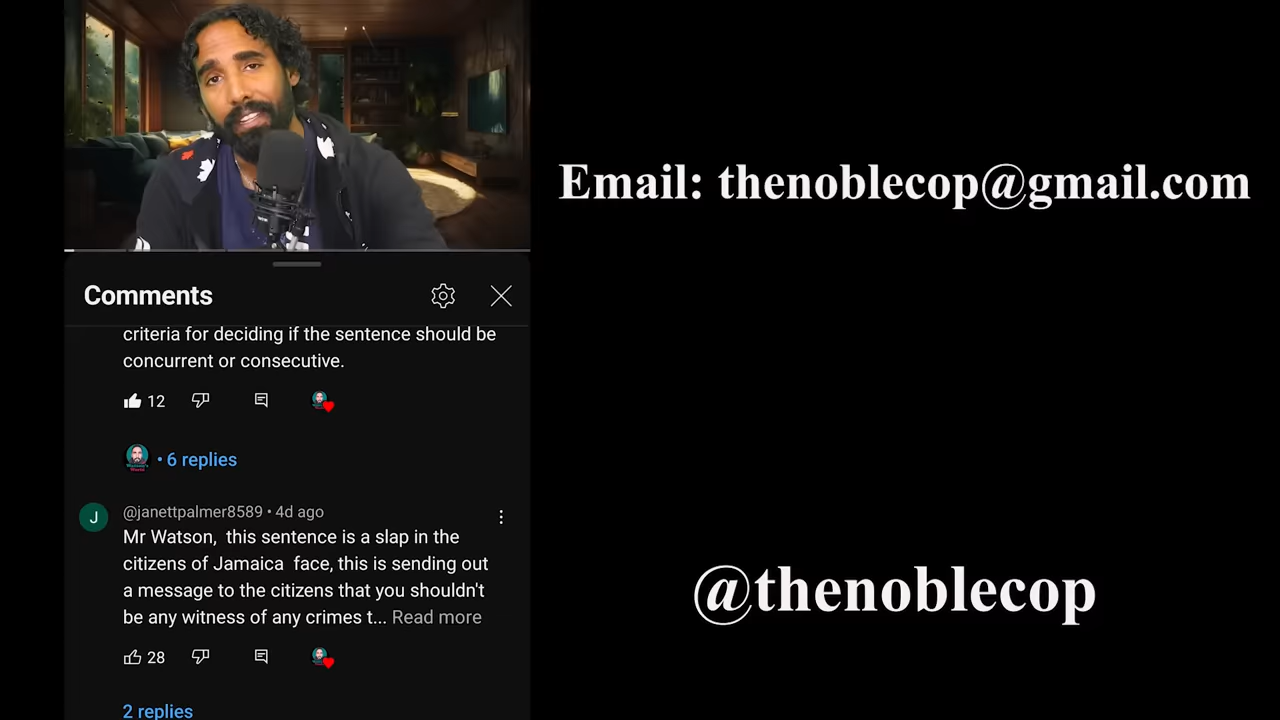 Email: thenoblecop@gmail.com
Comments
criteria for deciding if the sentence should be
concurrent or consecutive.
12
• 6 replies
J
@janettpalmer8589 • 4d ago
Mr Watson,  this sentence is a slap in the
citizens of Jamaica  face, this is sending out
a message to the citizens that you shouldn't
be any witness of any crimes t... Read more
28
2 replies
@thenoblecop